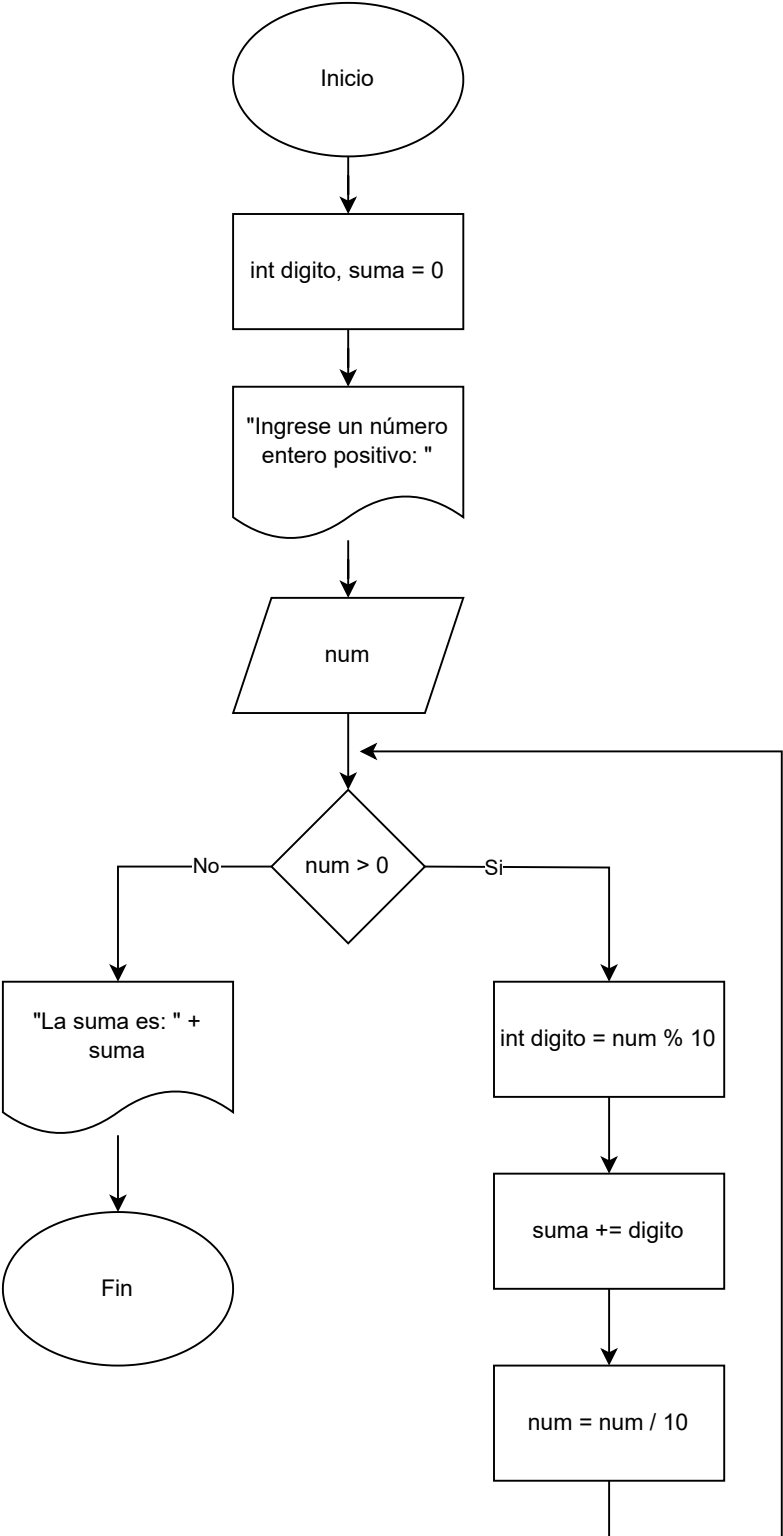 Inicio
int digito, suma = 0
"Ingrese un número
entero positivo: "
num
num > 0
No
Si
"La suma es: " +
suma
Fin
int digito = num % 10
suma += digito
num = num / 10